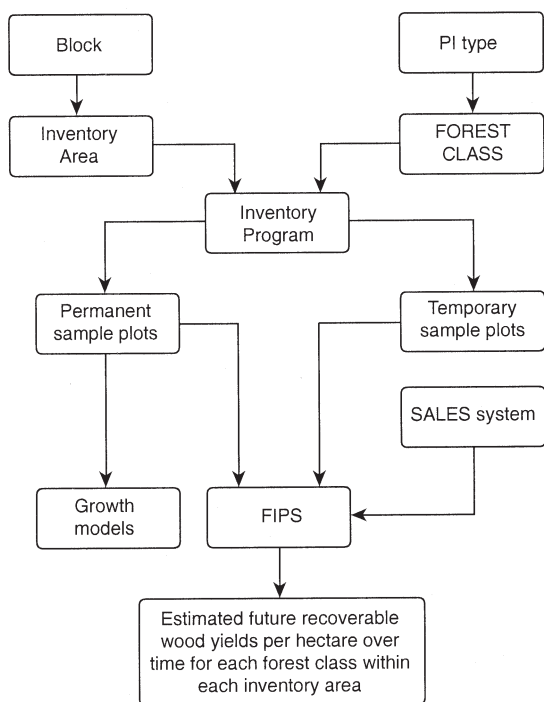 Block
PI type
Inventory
Area
FOREST
CLASS
Inventory
Program
Permanent
sample plots
Temporary
sample plots
SALES system
Growth
models
FIPS
Estimated future recoverable
wood yields per hectare over
time for each forest class within
each inventory area